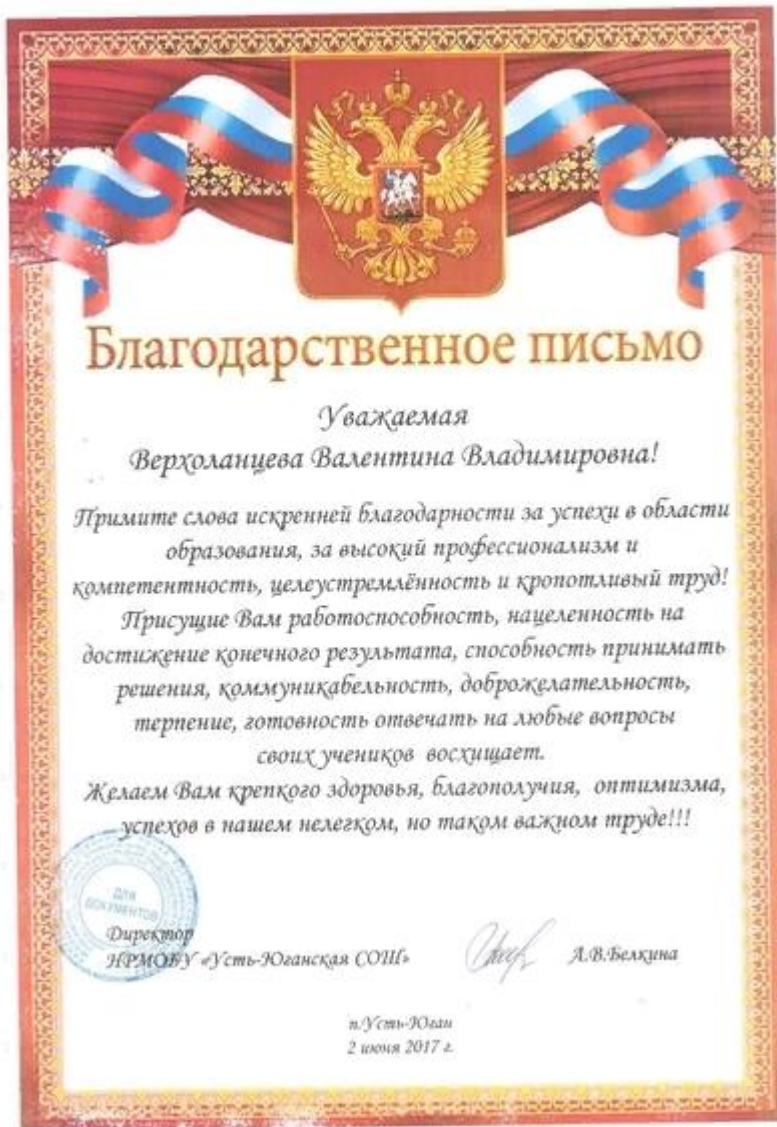 Благодарственное письмо
Уважаемая
Верхоланцева Валентина Владимировна!
Примите слова искренней благодарности за успехи в области
образования, за высокий профессионализм и
компетентность, целеустремлённость и кропотливый труд!
Присущие Вам работоспособность, нацеленность на
достижение конечного результата, способность принимать
решения, коммуникабельность, доброжелательность,
терпение, готовность отвечать на любые вопросы
своих учеников восхищает.
Желаем Вам крепкого здоровья, благополучия, оптимизма,
успехов в нашем нелегком, но таком важном труде!!!
ДЛЯ
ДОКУМЕНТОВ
Директор
НРМОБУ «Усть-Юганская СОШ»
А.В.Белкина
п.Усть-Юган
2 июня 2017 г.